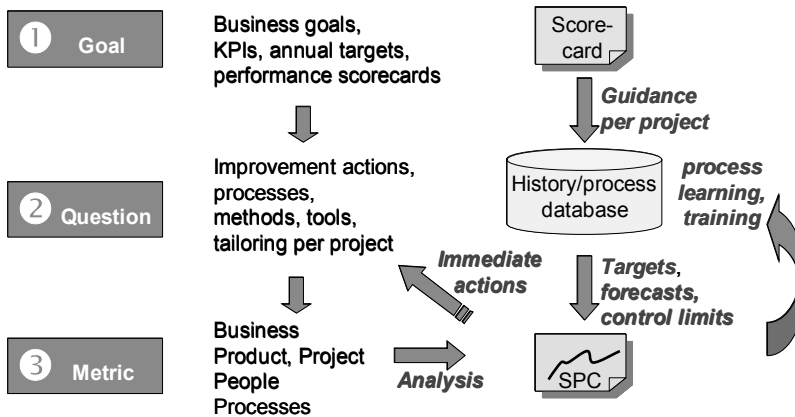 1 Goal
Business goals,
KPIs, annual targets,
performance scorecards
Score-
card
Guidance
per project
2 Question
Improvement actions,
processes,
methods, tools,
tailoring per project
History/process
database
process
learning,
training
Immediate
actions
Targets,
forecasts,
control limits
3 Metric
Business
Product, Project
People
Processes
Analysis
SPC